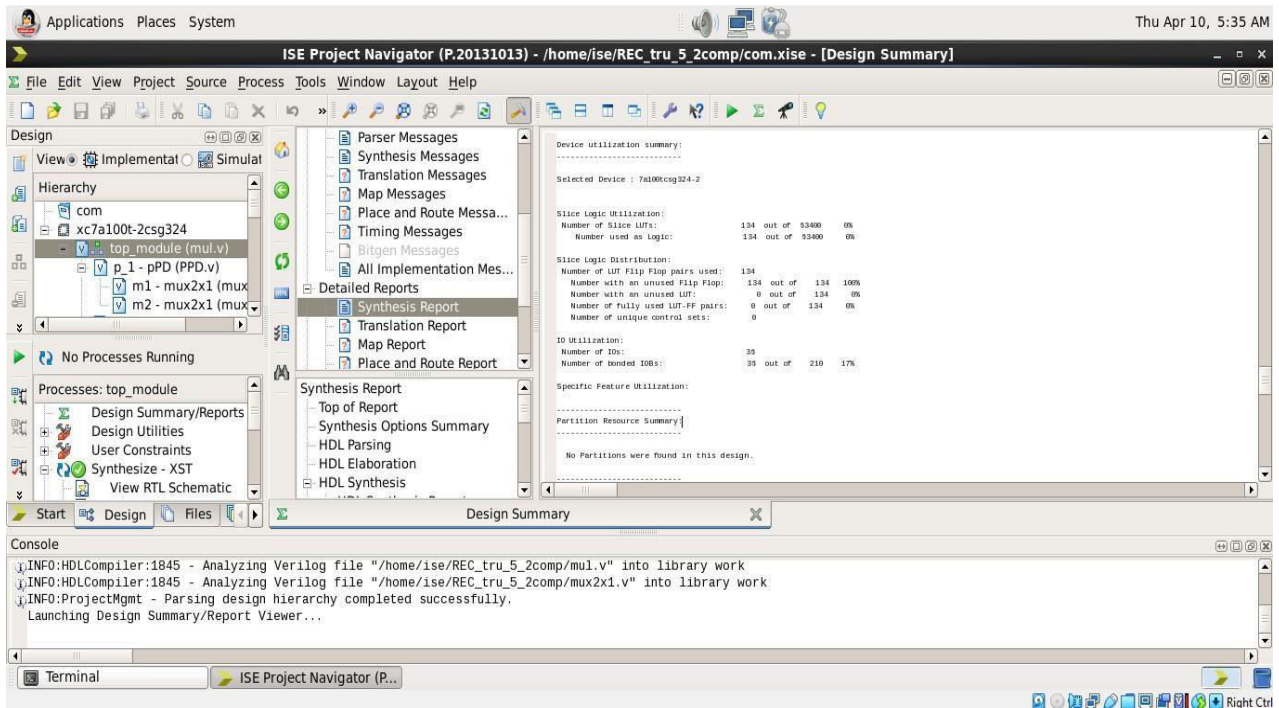 Applications Places System
Thu Apr 10, 5:35 AM
ISE Project Navigator (P.20131013) - /home/ise/REC_tru_5_2comp/com.xise - [Design Summary]
File Edit View Project Source Process Tools Window Layout Help
Design
View Implementat Simulat
Hierarchy
com
xc7a100t-2csg324
top_module (mul.v)
p_1 - pPD (PPD.v)
m1 - mux2x1 (mux
m2 - mux2x1 (mux
No Processes Running
Processes: top_module
Design Summary/Reports
Design Utilities
User Constraints
Synthesize - XST
View RTL Schematic
Start Design Files
Parser Messages
Synthesis Messages
Translation Messages
Map Messages
Place and Route Messa...
Timing Messages
Bitgen Messages
All Implementation Mes...
Detailed Reports
Synthesis Report
Translation Report
Map Report
Place and Route Report
Synthesis Report
Top of Report
Synthesis Options Summary
HDL Parsing
HDL Elaboration
HDL Synthesis
Device utilization summary:
---------------------------
Selected Device : 7a100tcsg324-2
Slice Logic Utilization:
Number of Slice LUTs: 134 out of 63400 0%
Number used as Logic: 134 out of 63400 0%
Slice Logic Distribution:
Number of LUT Flip Flop pairs used: 134
Number with an unused Flip Flop: 134 out of 134 100%
Number with an unused LUT: 0 out of 134 0%
Number of fully used LUT-FF pairs: 0 out of 134 0%
Number of unique control sets: 0
IO Utilization:
Number of IOs: 36
Number of bonded IOBs: 36 out of 210 17%
Specific Feature Utilization:
---------------------------
Partition Resource Summary:
---------------------------
No Partitions were found in this design.
---------------------------
Design Summary
Console
INFO:HDLCompiler:1845 - Analyzing Verilog file "/home/ise/REC_tru_5_2comp/mul.v" into library work
INFO:HDLCompiler:1845 - Analyzing Verilog file "/home/ise/REC_tru_5_2comp/mux2x1.v" into library work
INFO:ProjectMgmt - Parsing design hierarchy completed successfully.
Launching Design Summary/Report Viewer...
Terminal
ISE Project Navigator (P...
Right Ctrl